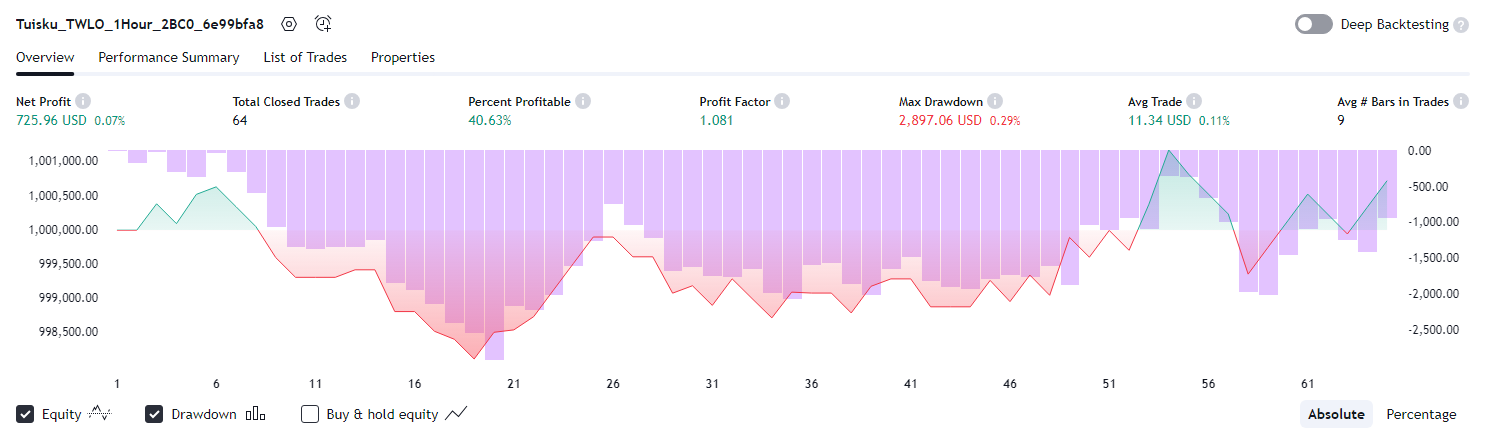 Tuisku_TWLO_1Hour_2BC0_6e99bfa8
Deep Backtesting ?
Overview Performance Summary List of Trades Properties
Net Profit i Total Closed Trades i Percent Profitable i Profit Factor i Max Drawdown i Avg Trade i Avg # Bars in Trades i
725.96 USD 0.07% 64 40.63% 1.081 2,897.06 USD 0.29% 11.34 USD 0.11% 9
1,001,000.00 0.00
1,000,500.00 -500.00
1,000,000.00 -1,000.00
999,500.00 -1,500.00
999,000.00 -2,000.00
998,500.00 -2,500.00
1 6 11 16 21 26 31 36 41 46 51 56 61
Equity Drawdown Buy & hold equity Absolute Percentage